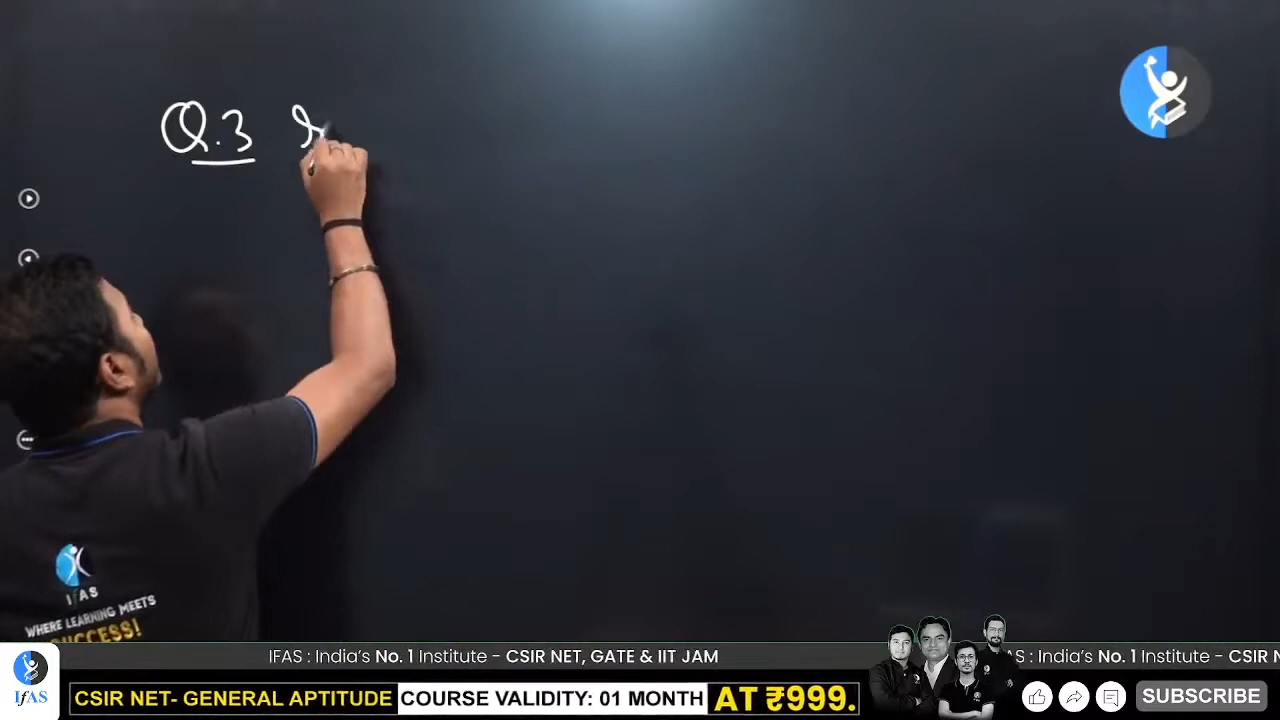 Q.3
IfAS
WHERE LEARNING MEETS
SUCCESS!
IFAS : India's No. 1 Institute - CSIR NET, GATE & IIT JAM
AS : India's No. 1 Institute - CSIR N
IfAS
CSIR NET- GENERAL APTITUDE
COURSE VALIDITY: 01 MONTH
AT ₹999.
SUBSCRIBE